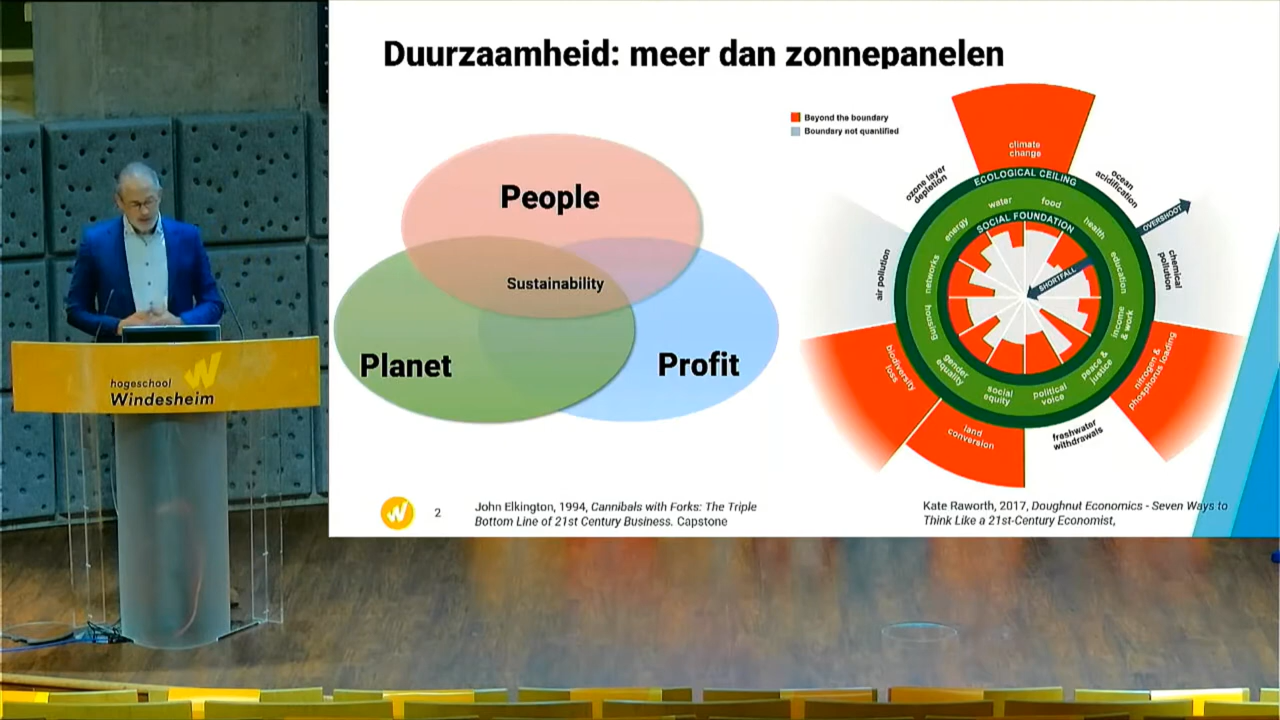 Duurzaamheid: meer dan zonnepanelen
People
Sustainability
Planet
Profit
Beyond the boundary
Boundary not quantified
climate
change
ozone layer
depletion
ocean
acidification
ECOLOGICAL CEILING
OVERSHOOT
water
food
SOCIAL FOUNDATION
energy
health
networks
education
SHORTFALL
air pollution
chemical
pollution
housing
income
& work
gender
equality
peace &
justice
social
equity
political
voice
biodiversity
loss
nitrogen &
phosphorus loading
land
conversion
freshwater
withdrawals
hogeschool
Windesheim
2
John Elkington, 1994, Cannibals with Forks: The Triple
Bottom Line of 21st Century Business. Capstone
Kate Raworth, 2017, Doughnut Economics - Seven Ways to
Think Like a 21st-Century Economist,